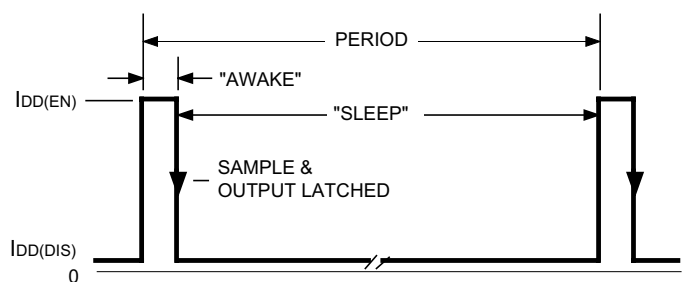 PERIOD
"AWAKE"
IDD(EN)
"SLEEP"
SAMPLE &
OUTPUT LATCHED
IDD(DIS)
0